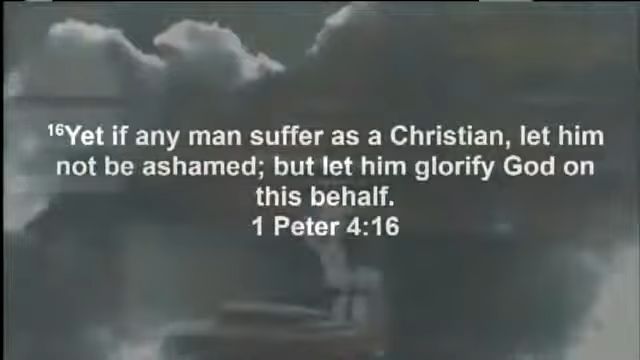 16Yet if any man suffer as a Christian, let him
not be ashamed; but let him glorify God on
this behalf.
1 Peter 4:16